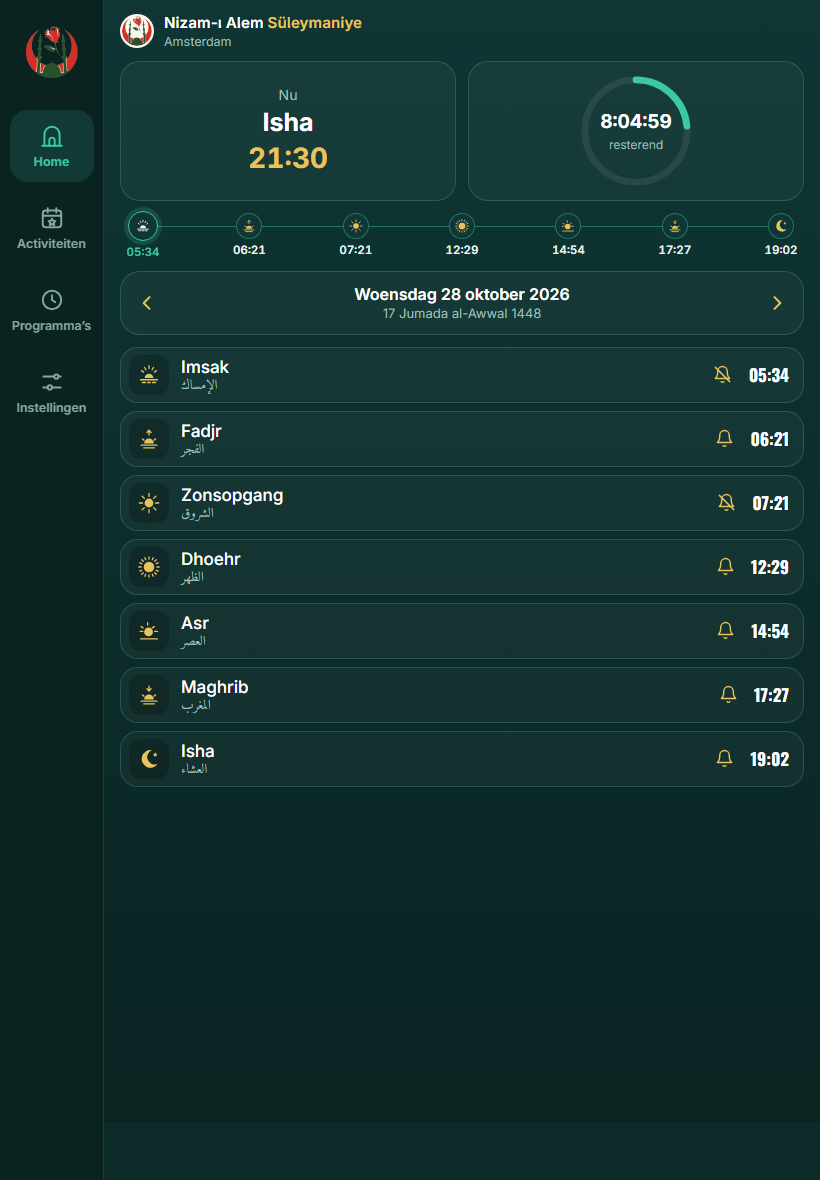 Nizam-ı Alem Süleymaniye
Amsterdam
Home
Activiteiten
Programma's
Instellingen
Nu
Isha
21:30
8:04:59
resterend
05:34
06:21
07:21
12:29
14:54
17:27
19:02
Woensdag 28 oktober 2026
17 Jumada al-Awwal 1448
Imsak
05:34
الإمساك
Fadjr
06:21
الفجر
Zonsopgang
07:21
الشروق
Dhoehr
12:29
الظهر
Asr
14:54
العصر
Maghrib
17:27
المغرب
Isha
19:02
العشاء